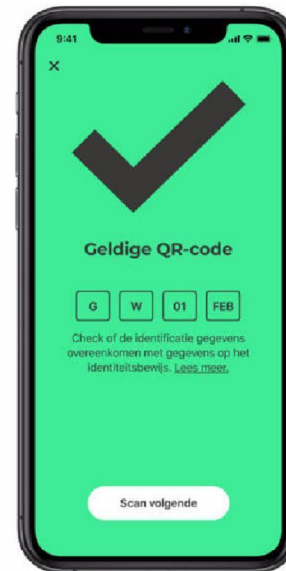 9:41
Geldige QR-code
G W 01 FEB
Check of de identificatie gegevens
overeenkomen met gegevens op het
identiteitsbewijs. Lees meer.
Scan volgende